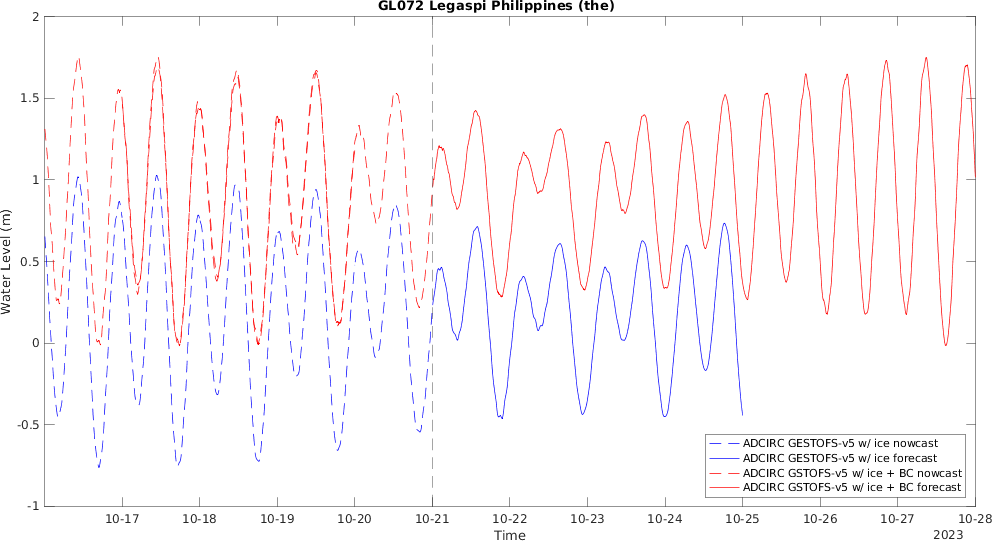 GL072 Legaspi Philippines (the)
2
1.5
1
0.5
0
-0.5
-1
Water Level (m)
ADCIRC GESTOFS-v5 w/ ice nowcast
ADCIRC GESTOFS-v5 w/ ice forecast
ADCIRC GSTOFS-v5 w/ ice + BC nowcast
ADCIRC GSTOFS-v5 w/ ice + BC forecast
10-17 10-18 10-19 10-20 10-21 10-22 10-23 10-24 10-25 10-26 10-27 10-28
Time
2023